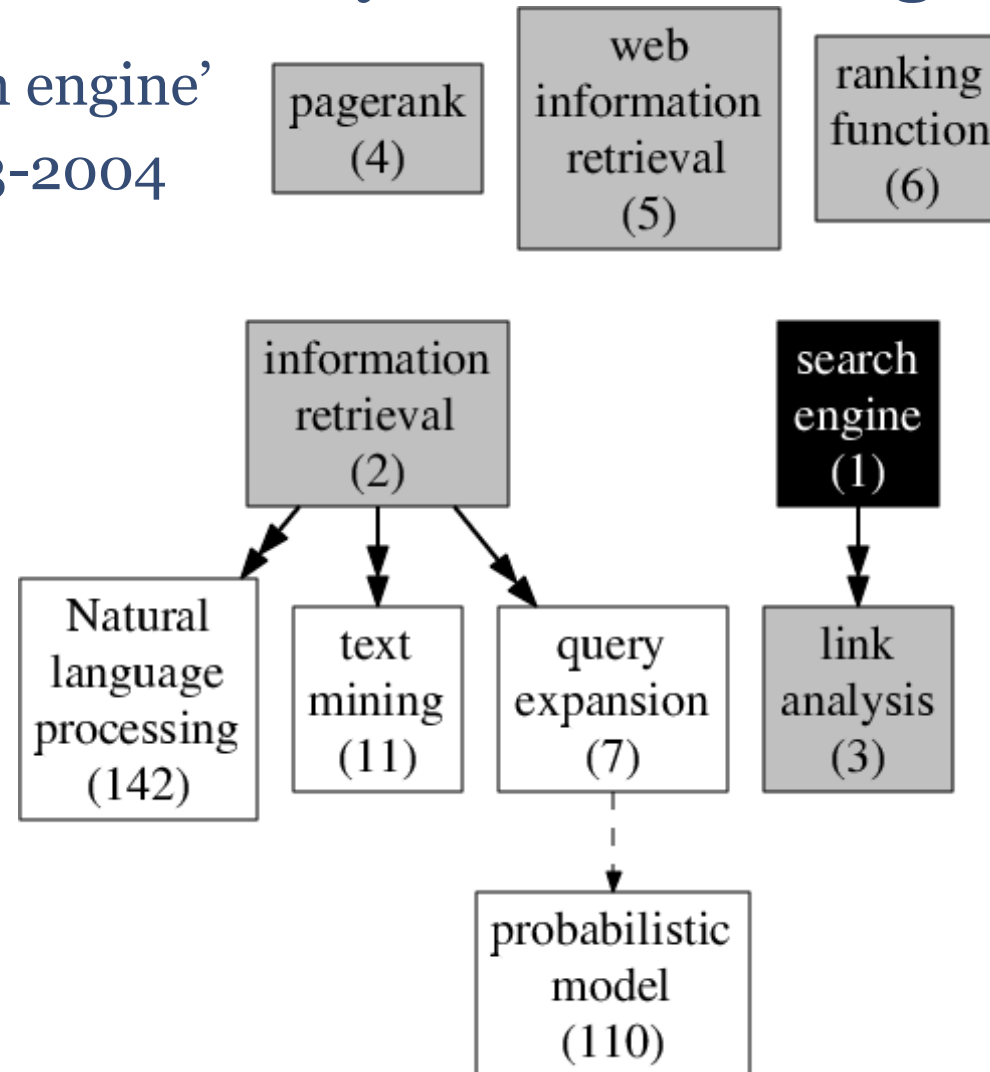 engine’
-2004
pagerank
(4)
web
information
retrieval
(5)
ranking
function
(6)
information
retrieval
(2)
search
engine
(1)
Natural
language
processing
(142)
text
mining
(11)
query
expansion
(7)
link
analysis
(3)
probabilistic
model
(110)